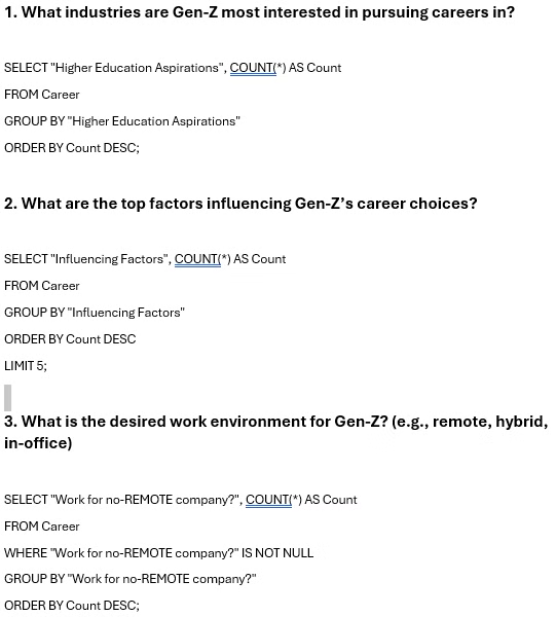 1. What industries are Gen-Z most interested in pursuing careers in?
SELECT "Higher Education Aspirations", COUNT(*) AS Count
FROM Career
GROUP BY "Higher Education Aspirations"
ORDER BY Count DESC;
2. What are the top factors influencing Gen-Z’s career choices?
SELECT "Influencing Factors", COUNT(*) AS Count
FROM Career
GROUP BY "Influencing Factors"
ORDER BY Count DESC
LIMIT 5;
3. What is the desired work environment for Gen-Z? (e.g., remote, hybrid,
in-office)
SELECT "Work for no-REMOTE company?", COUNT(*) AS Count
FROM Career
WHERE "Work for no-REMOTE company?" IS NOT NULL
GROUP BY "Work for no-REMOTE company?"
ORDER BY Count DESC;